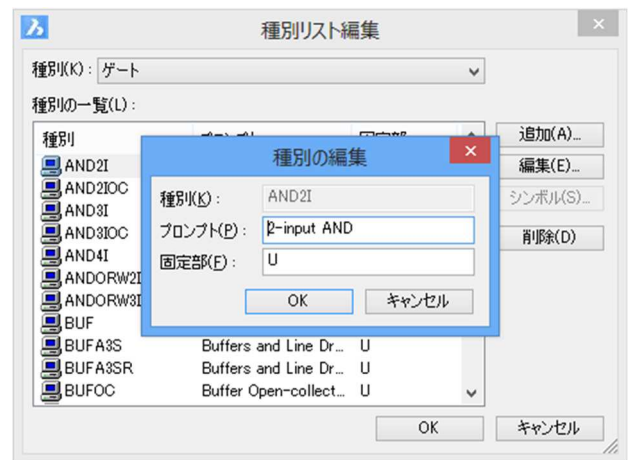 種別リスト編集
種別(K): ゲート
種別の一覧(L):
種別
追加(A)...
編集(E)...
シンボル(S)...
削除(D)
AND2I
AND2IOC
AND3I
AND3IOC
AND4I
ANDORW2I
ANDORW3I
BUF
BUFA3S Buffers and Line Dr... U
BUFA3SR Buffers and Line Dr... U
BUFOC Buffer Open-collect... U
種別の編集
種別(K): AND2I
プロンプト(P): 2-input AND
固定部(F): U
OK キャンセル
OK キャンセル